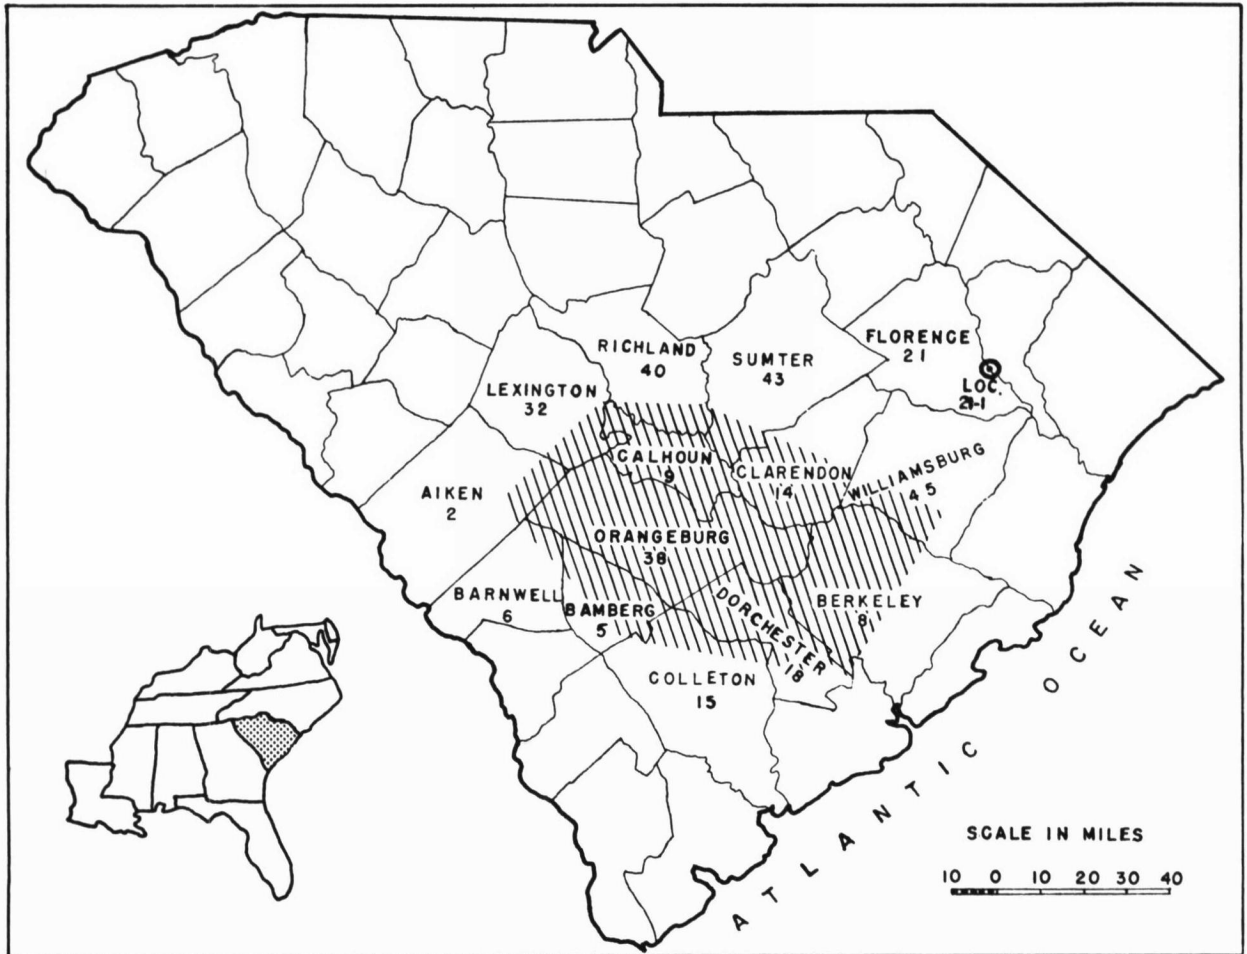 RICHLAND
40
SUMTER
43
FLORENCE
21
LOC.
21-1
LEXINGTON
32
CALHOUN
9
CLARENDON
14
WILLIAMSBURG
45
AIKEN
2
ORANGEBURG
38
BARNWELL
6
BAMBERG
5
DORCHESTER
18
BERKELEY
8
COLLETON
15
ATLANTIC OCEAN
SCALE IN MILES
10 0 10 20 30 40